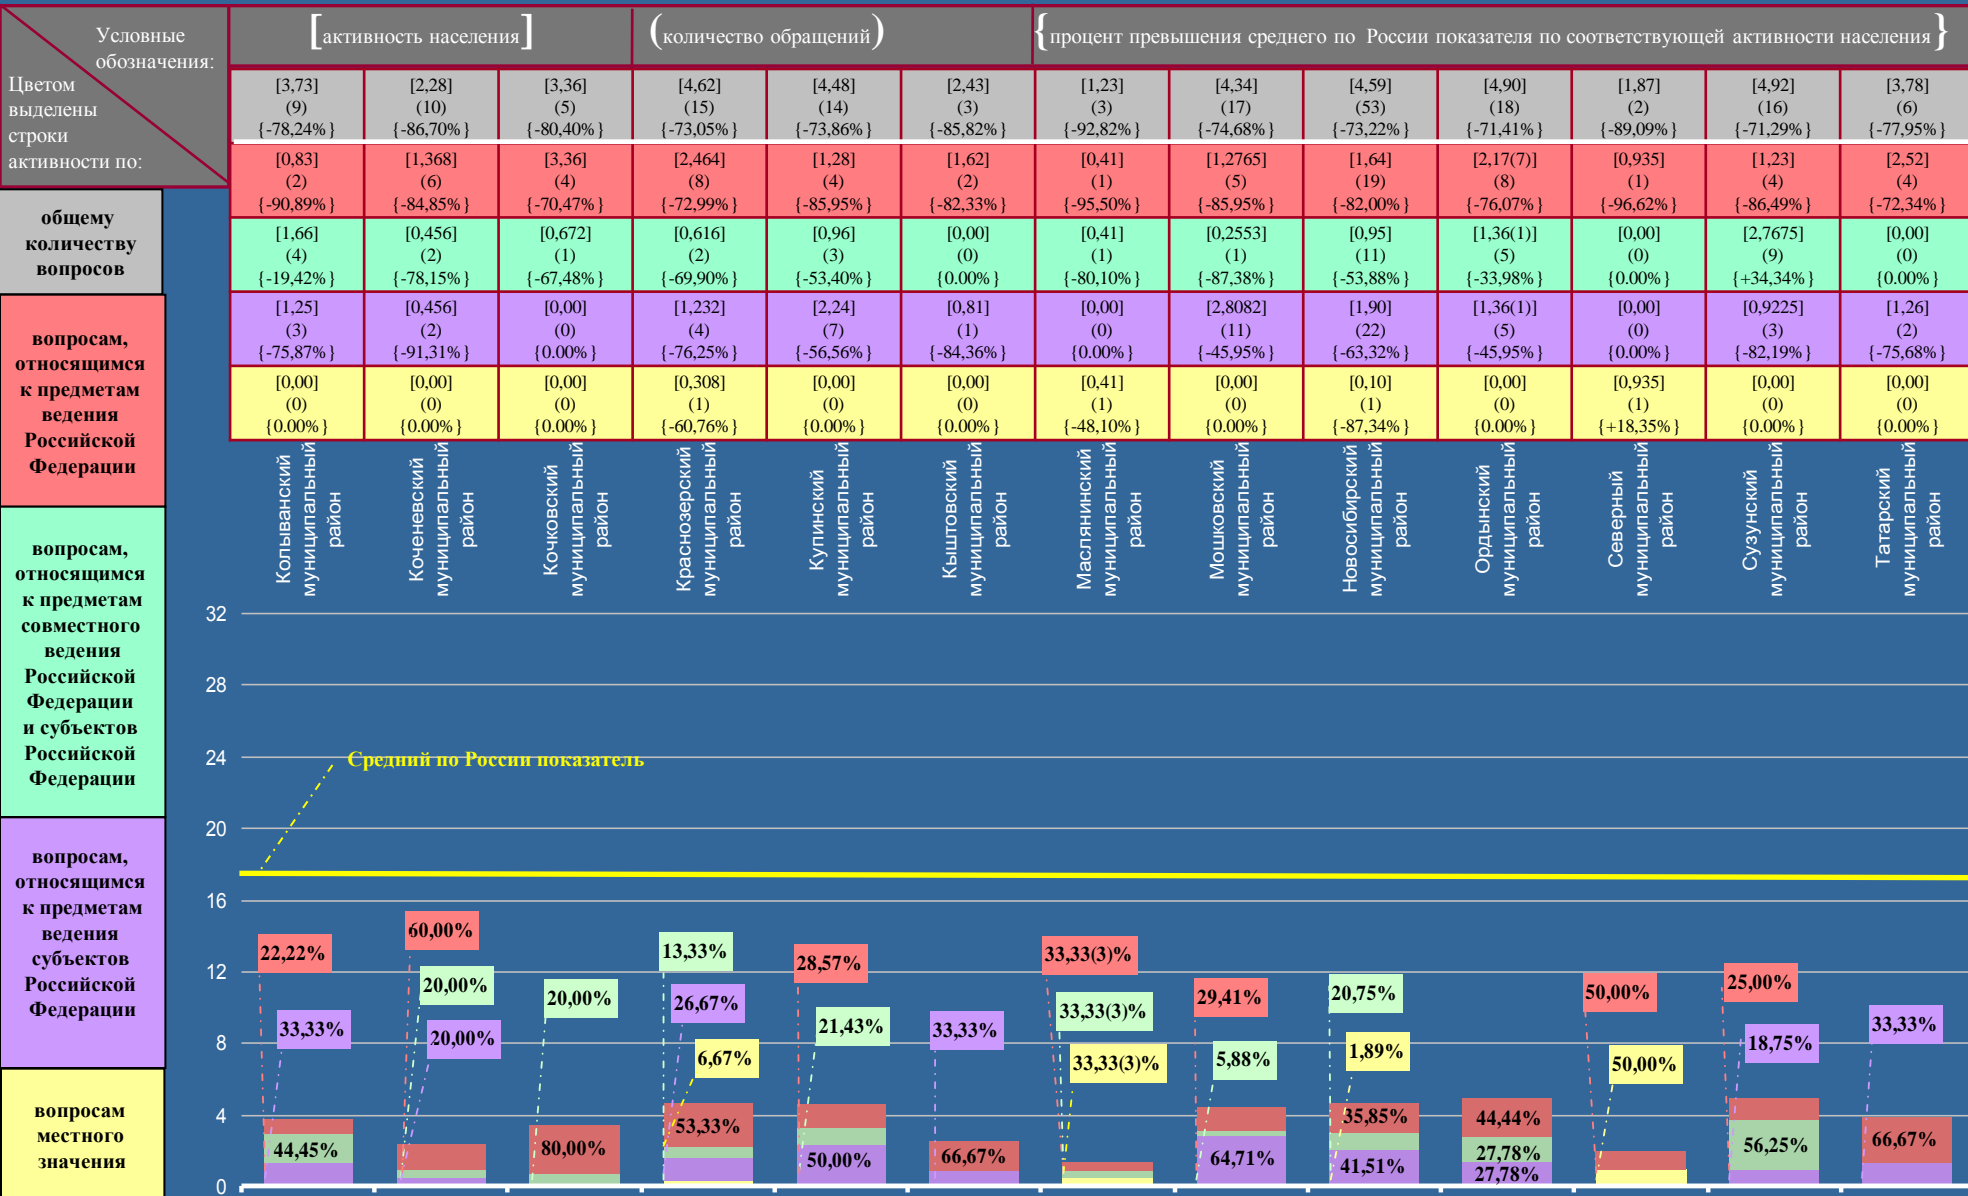 Условные
обозначения:
Цветом
выделены
строки
активности по:
[активность населения]
(количество обращений)
{процент превышения среднего по России показателя по соответствующей активности населения}
[3,73] [2,28] [3,36] [4,62] [4,48] [2,43] [1,23] [4,34] [4,59] [4,90] [1,87] [4,92] [3,78]
(9) (10) (5) (15) (14) (3) (3) (17) (53) (18) (2) (16) (6)
{-78,24%} {-86,70%} {-80,40%} {-73,05%} {-73,86%} {-85,82%} {-92,82%} {-74,68%} {-73,22%} {-71,41%} {-89,09%} {-71,29%} {-77,95%}
[0,83] [1,368] [3,36] [2,464] [1,28] [1,62] [0,41] [1,2765] [1,64] [2,17(7)] [0,935] [1,23] [2,52]
(2) (6) (4) (8) (4) (2) (1) (5) (19) (8) (1) (4) (4)
{-90,89%} {-84,85%} {-70,47%} {-72,99%} {-85,95%} {-82,33%} {-95,50%} {-85,95%} {-82,00%} {-76,07%} {-96,62%} {-86,49%} {-72,34%}
[1,66] [0,456] [0,672] [0,616] [0,96] [0,00] [0,41] [0,2553] [0,95] [1,36(1)] [0,00] [2,7675] [0,00]
(4) (2) (1) (2) (3) (0) (1) (1) (11) (5) (0) (9) (0)
{-19,42%} {-78,15%} {-67,48%} {-69,90%} {-53,40%} {0.00%} {-80,10%} {-87,38%} {-53,88%} {-33,98%} {0.00%} {+34,34%} {0.00%}
[1,25] [0,456] [0,00] [1,232] [2,24] [0,81] [0,00] [2,8082] [1,90] [1,36(1)] [0,00] [0,9225] [1,26]
(3) (2) (0) (4) (7) (1) (0) (11) (22) (5) (0) (3) (2)
{-75,87%} {-91,31%} {0.00%} {-76,25%} {-56,56%} {-84,36%} {0.00%} {-45,95%} {-63,32%} {-45,95%} {0.00%} {-82,19%} {-75,68%}
[0,00] [0,00] [0,00] [0,308] [0,00] [0,00] [0,41] [0,00] [0,10] [0,00] [0,935] [0,00] [0,00]
(0) (0) (0) (1) (0) (0) (1) (0) (1) (0) (1) (0) (0)
{0.00%} {0.00%} {0.00%} {-60,76%} {0.00%} {0.00%} {-48,10%} {0.00%} {-87,34%} {0.00%} {+18,35%} {0.00%} {0.00%}
общему
количеству
вопросов
вопросам,
относящимся
к предметам
ведения
Российской
Федерации
вопросам,
относящимся
к предметам
совместного
ведения
Российской
Федерации
и субъектов
Российской
Федерации
вопросам,
относящимся
к предметам
ведения
субъектов
Российской
Федерации
вопросам
местного
значения
Колыванский
муниципальный
район
Коченевский
муниципальный
район
Кочковский
муниципальный
район
Краснозерский
муниципальный
район
Купинский
муниципальный
район
Кыштовский
муниципальный
район
Маслянинский
муниципальный
район
Мошковский
муниципальный
район
Новосибирский
муниципальный
район
Ордынский
муниципальный
район
Северный
муниципальный
район
Сузунский
муниципальный
район
Татарский
муниципальный
район
32
28
24
20
16
12
8
4
0
Средний по России показатель
22,22%
33,33%
44,45%
60,00%
20,00%
20,00%
20,00%
80,00%
13,33%
26,67%
6,67%
53,33%
28,57%
21,43%
50,00%
33,33%
66,67%
33,33(3)%
33,33(3)%
33,33(3)%
29,41%
5,88%
64,71%
20,75%
1,89%
35,85%
41,51%
44,44%
27,78%
27,78%
50,00%
50,00%
25,00%
18,75%
56,25%
33,33%
66,67%